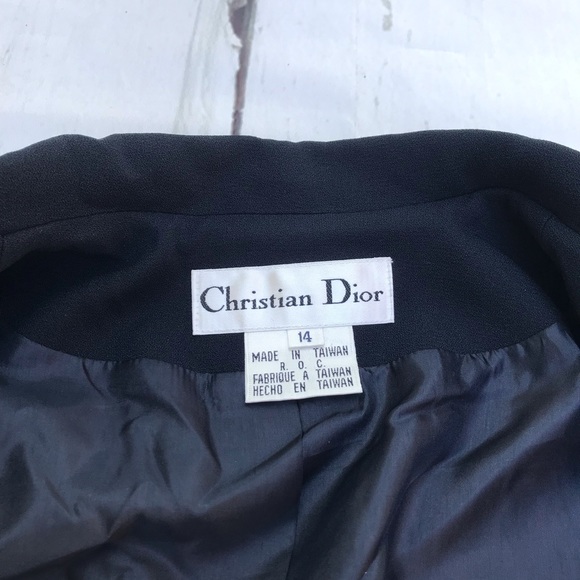 Christian Dior
14
MADE IN TAIWAN
R. O. C.
FABRIQUE A TAIWAN
HECHO EN TAIWAN